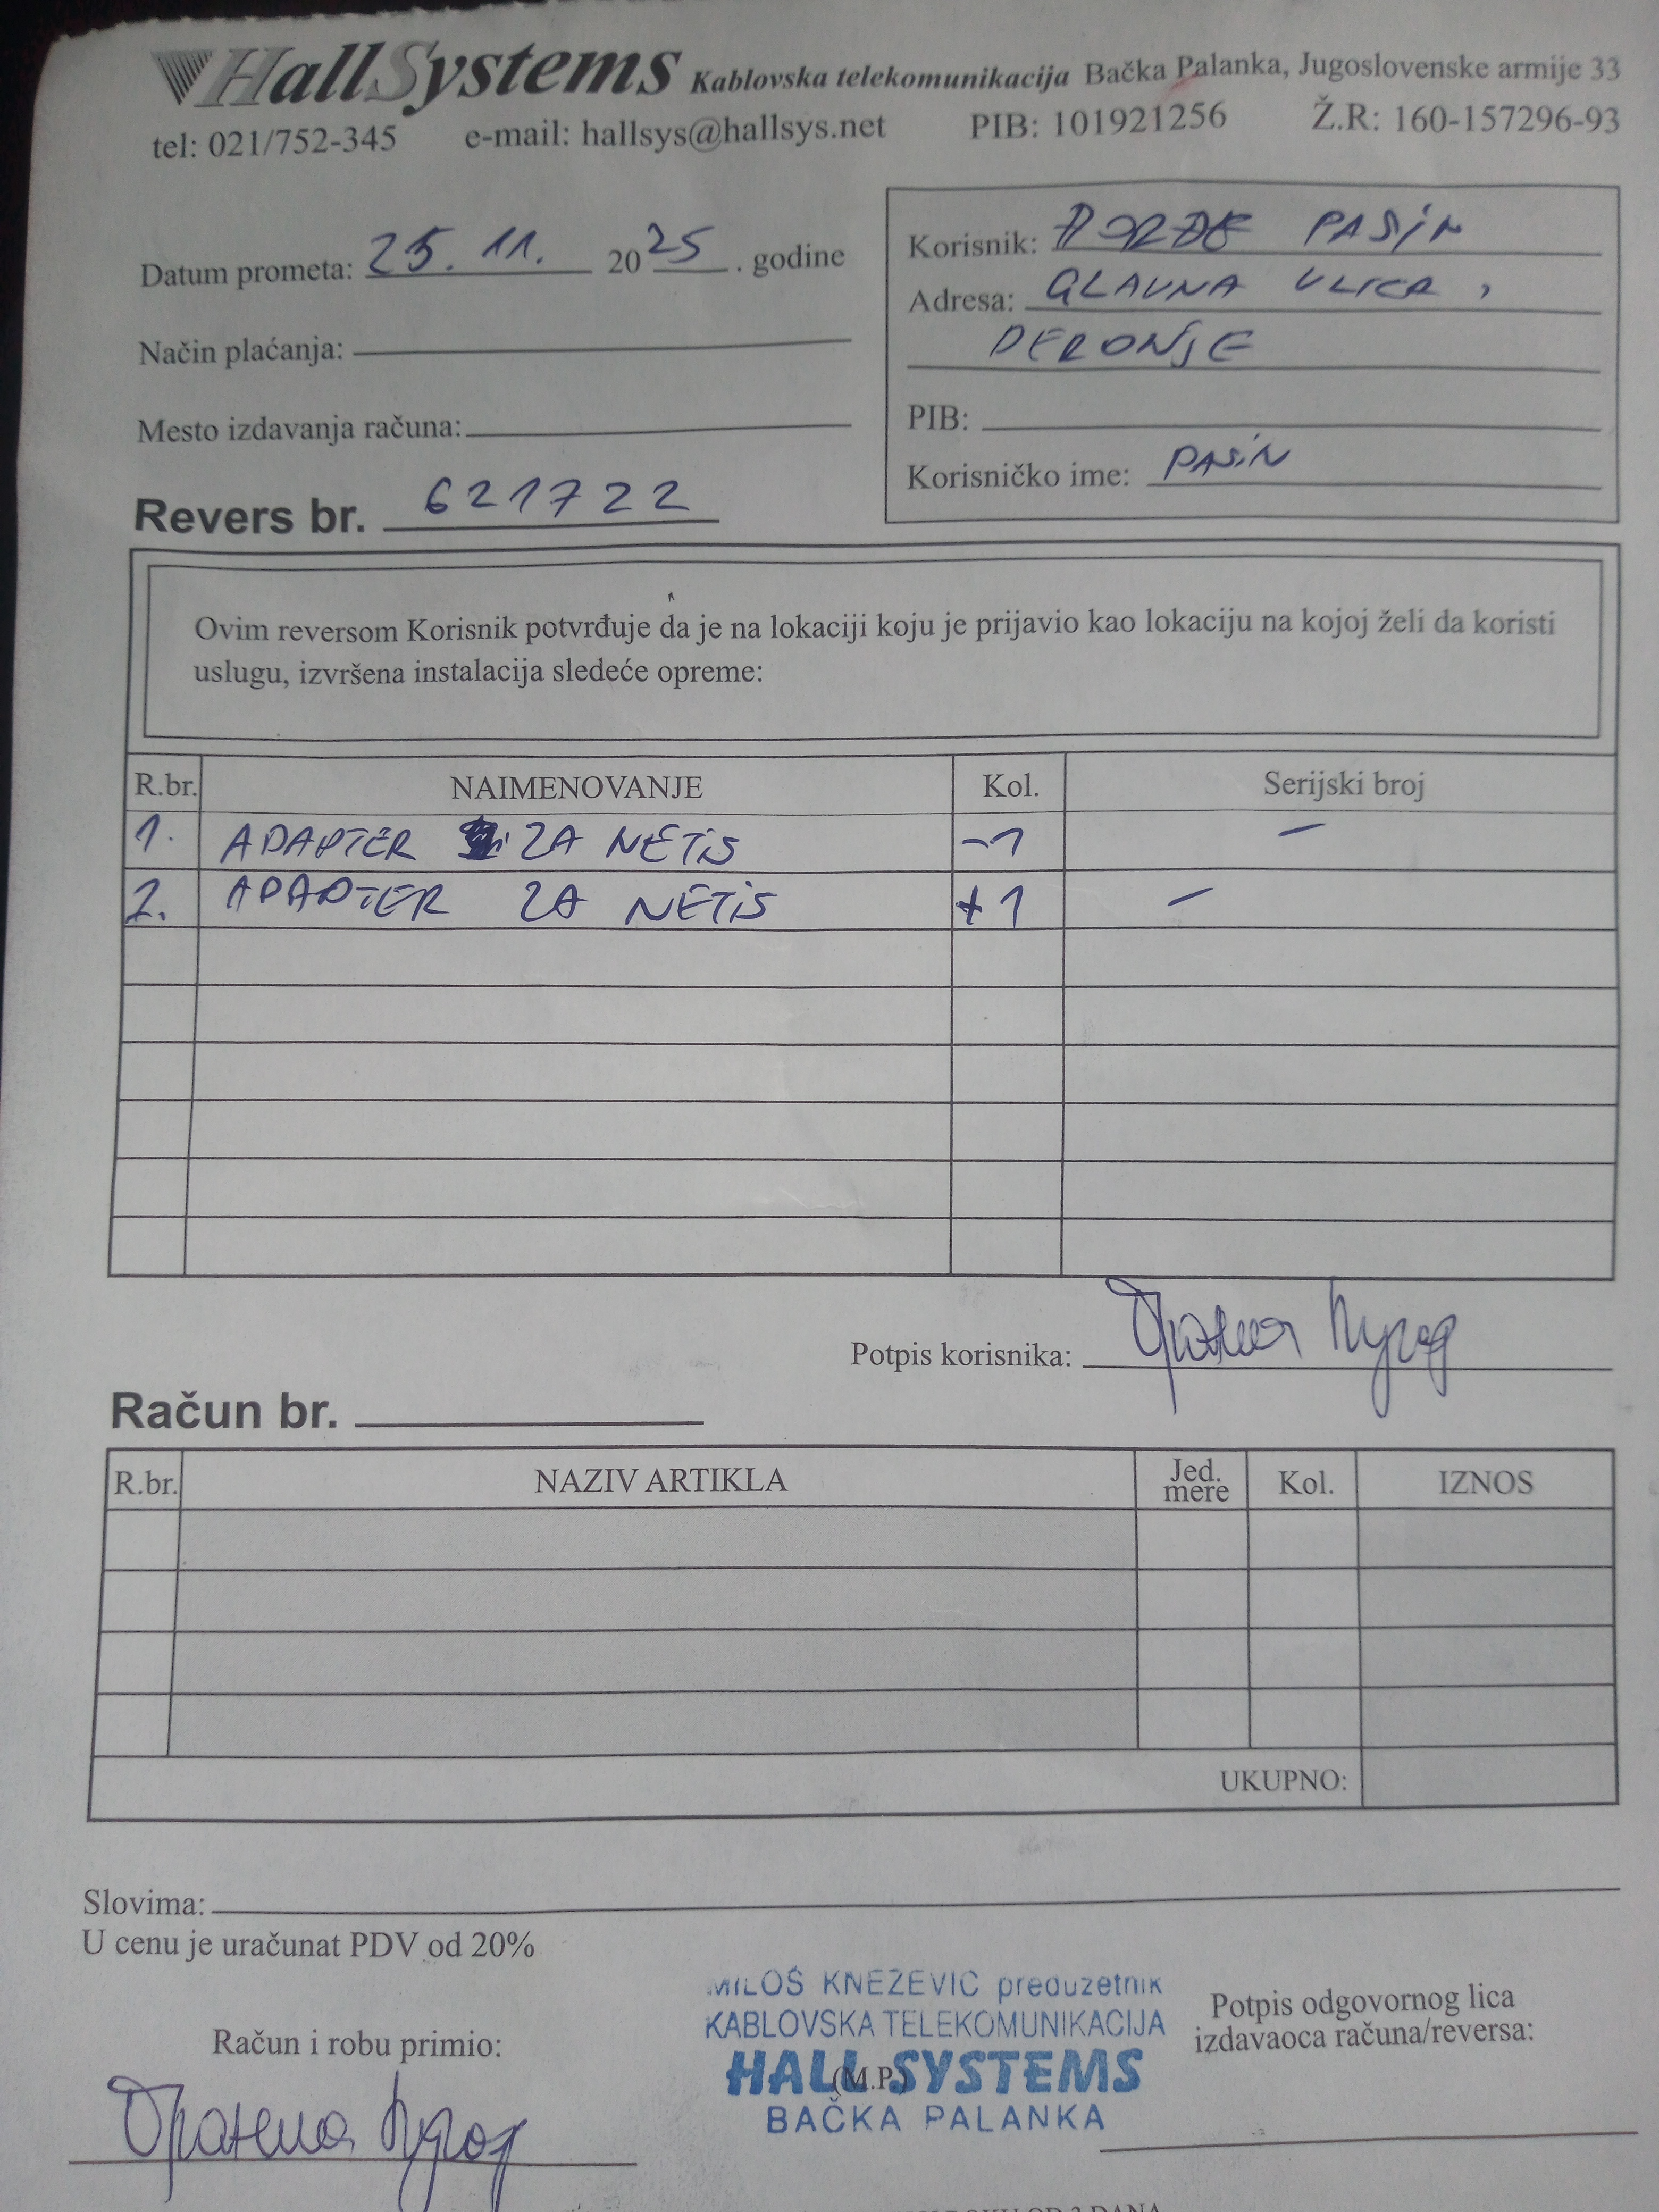 HallSystems Kablovska telekomunikacija Bačka Palanka, Jugoslovenske armije 33
tel: 021/752-345 e-mail: hallsys@hallsys.net PIB: 101921256 Ž.R: 160-157296-93
Datum prometa: 25. 11. 2025. godine
Način plaćanja:
Mesto izdavanja računa:
Revers br. 621722
Korisnik: ĐORĐE PASIN
Adresa: GLAVNA ULICA,
DERONJE
PIB:
Korisničko ime: PASIN
Ovim reversom Korisnik potvrđuje da je na lokaciji koju je prijavio kao lokaciju na kojoj želi da koristi
uslugu, izvršena instalacija sledeće opreme:
R.br. NAIMENOVANJE Kol. Serijski broj
1. ADAPTER ZA NETIS -1 -
2. ADAPTER ZA NETIS +1 -
Potpis korisnika:
Račun br.
R.br. NAZIV ARTIKLA Jed. mere Kol. IZNOS
UKUPNO:
Slovima:
U cenu je uračunat PDV od 20%
Račun i robu primio:
MILOŠ KNEŽEVIĆ preduzetnik
KABLOVSKA TELEKOMUNIKACIJA
HALL SYSTEMS
(M.P.)
BAČKA PALANKA
Potpis odgovornog lica
izdavaoca računa/reversa: